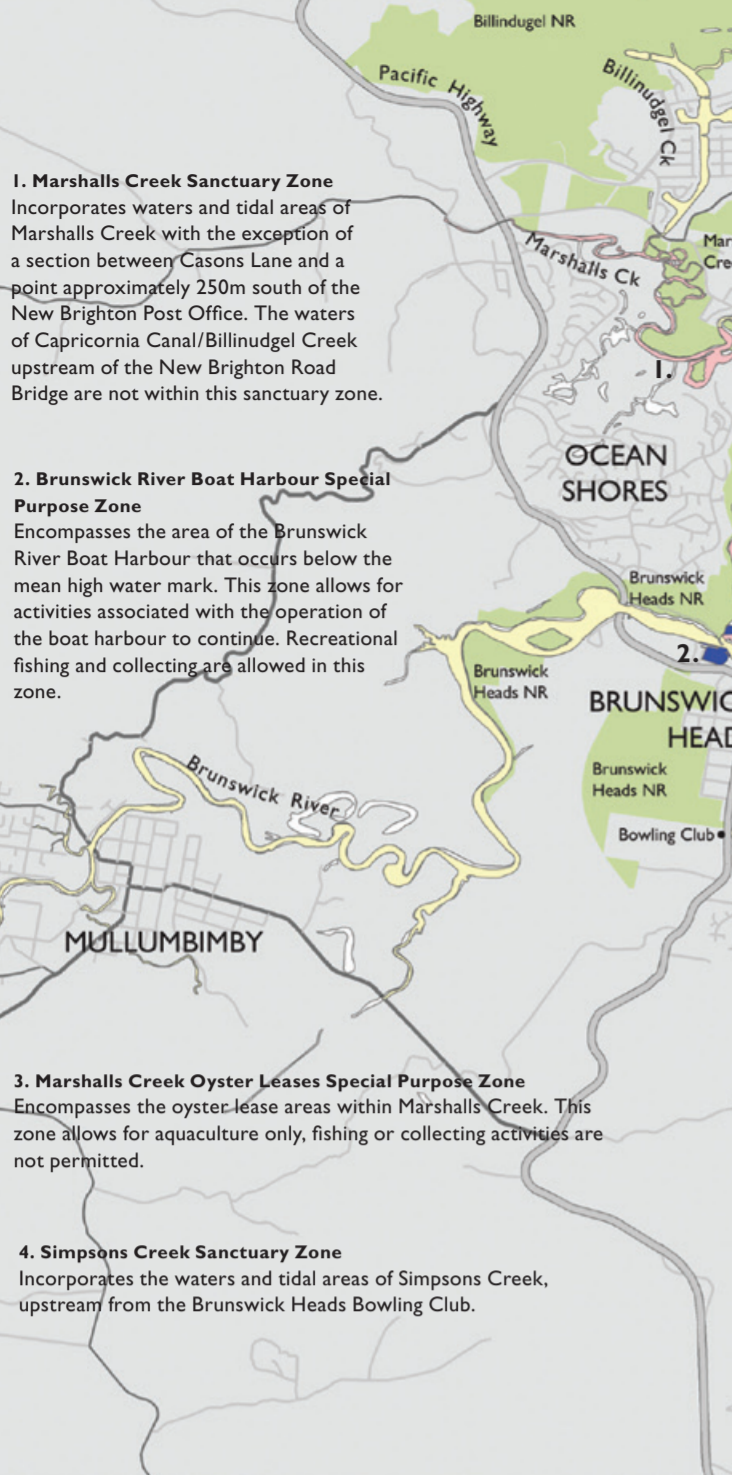 Billindugel NR
Pacific Highway
Billinudgel Ck
1. Marshalls Creek Sanctuary Zone
Incorporates waters and tidal areas of
Marshalls Creek with the exception of
a section between Casons Lane and a
point approximately 250m south of the
New Brighton Post Office. The waters
of Capricornia Canal/Billinudgel Creek
upstream of the New Brighton Road
Bridge are not within this sanctuary zone.
Marshalls Ck
Mar
Cre
1.
OCEAN
SHORES
2. Brunswick River Boat Harbour Special
Purpose Zone
Encompasses the area of the Brunswick
River Boat Harbour that occurs below the
mean high water mark. This zone allows for
activities associated with the operation of
the boat harbour to continue. Recreational
fishing and collecting are allowed in this
zone.
Brunswick
Heads NR
2.
Brunswick
Heads NR
BRUNSWIC
HEAD
Brunswick
Heads NR
Brunswick River
Bowling Club
MULLUMBIMBY
3. Marshalls Creek Oyster Leases Special Purpose Zone
Encompasses the oyster lease areas within Marshalls Creek. This
zone allows for aquaculture only, fishing or collecting activities are
not permitted.
4. Simpsons Creek Sanctuary Zone
Incorporates the waters and tidal areas of Simpsons Creek,
upstream from the Brunswick Heads Bowling Club.